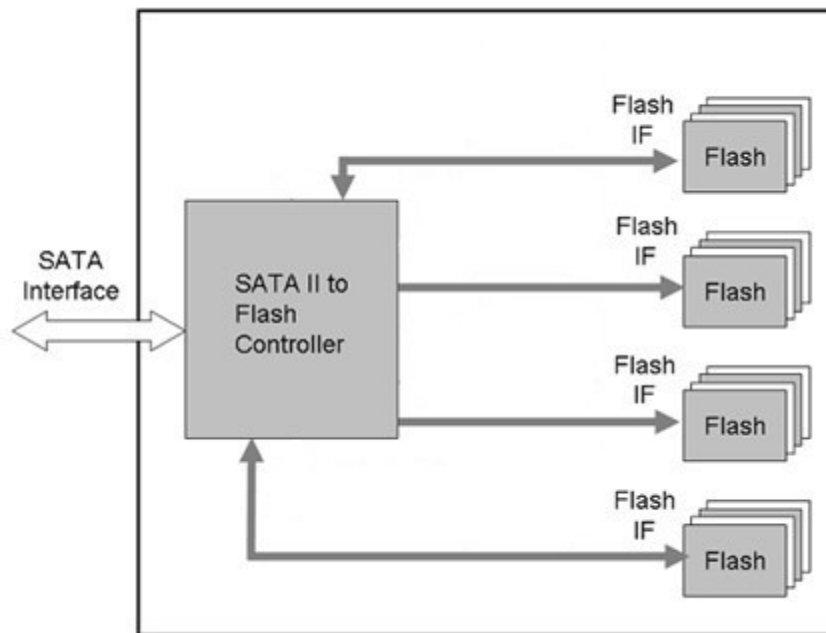 Flash
IF
Flash
Flash
IF
Flash
SATA
Interface
SATA II to
Flash
Controller
Flash
IF
Flash
Flash
IF
Flash